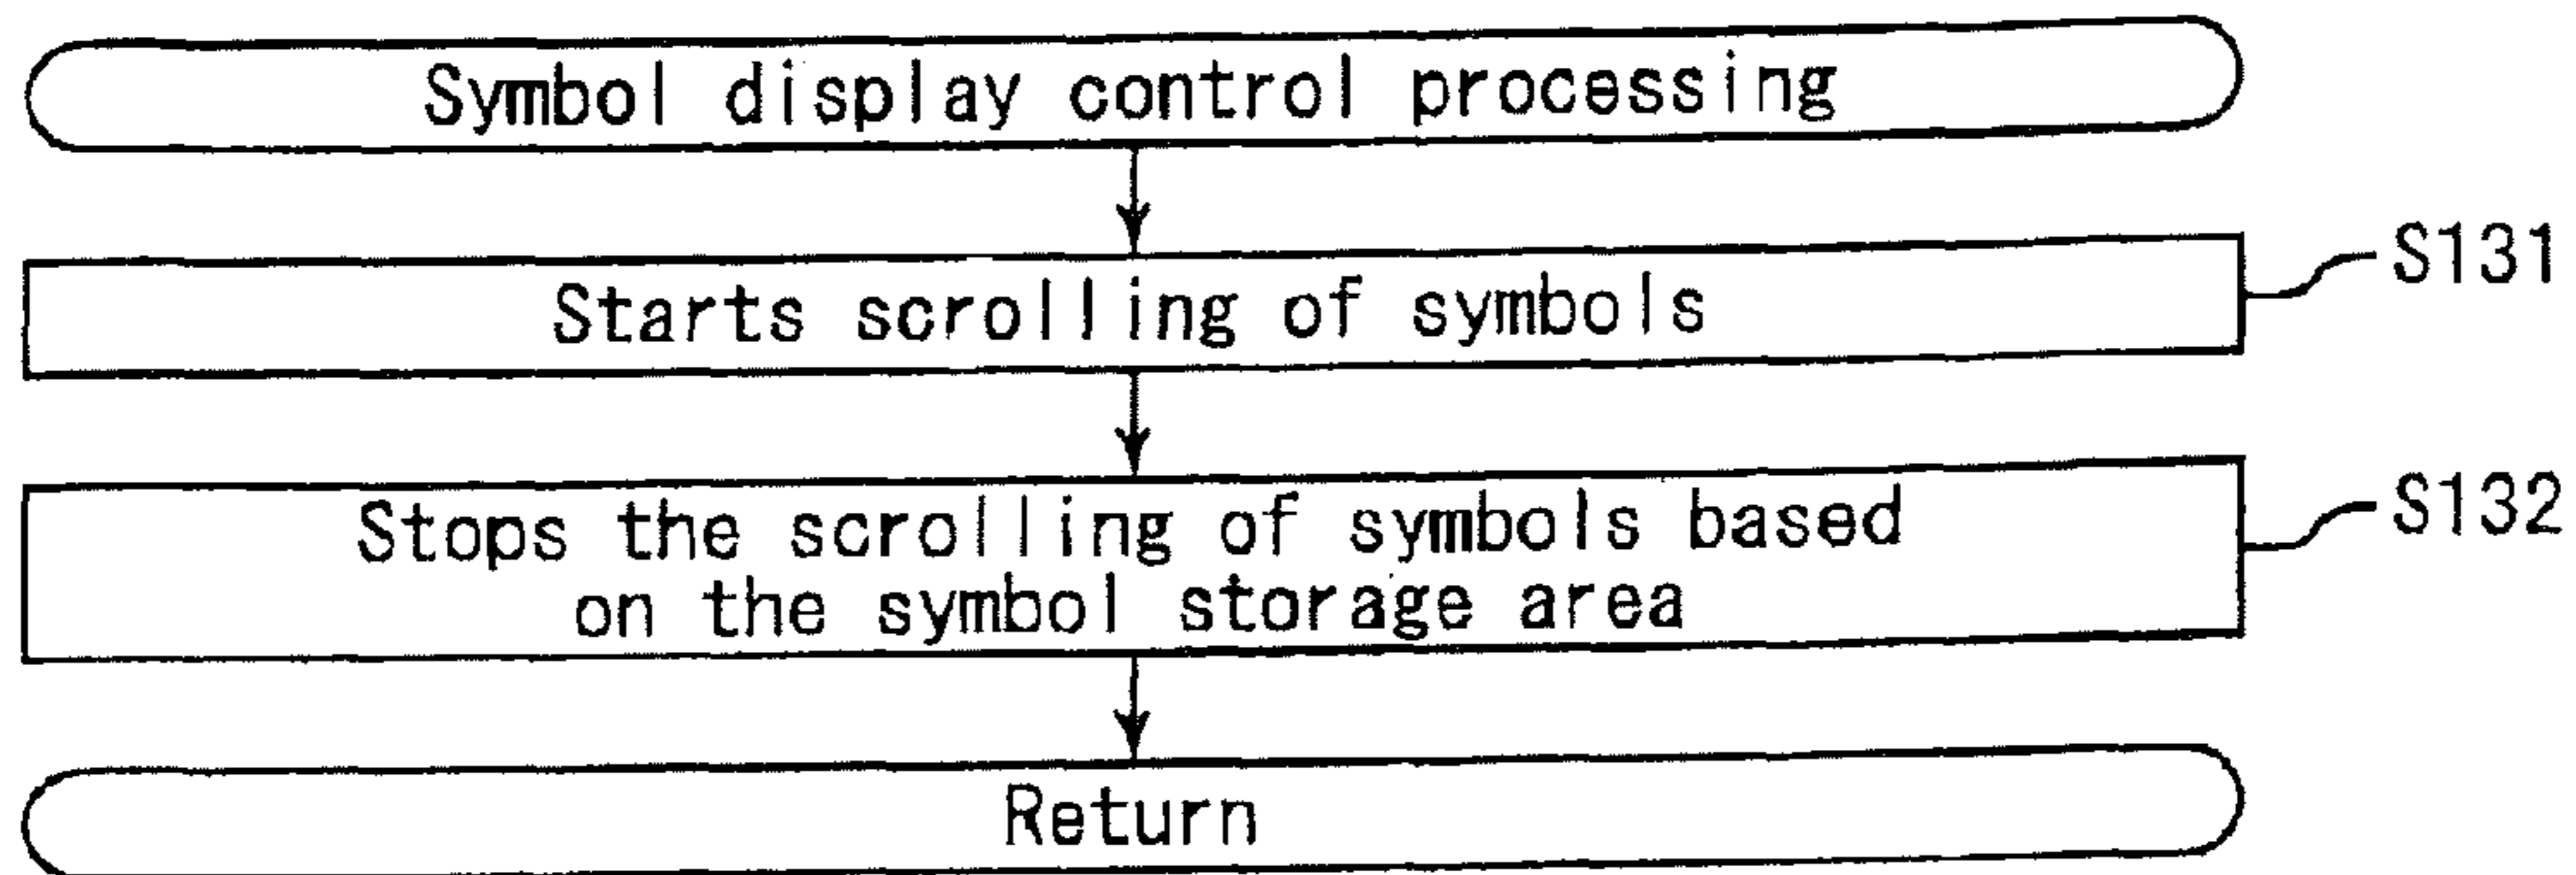 Symbol display control processing
Starts scrolling of symbols
S131
Stops the scrolling of symbols based
on the symbol storage area
S132
Return